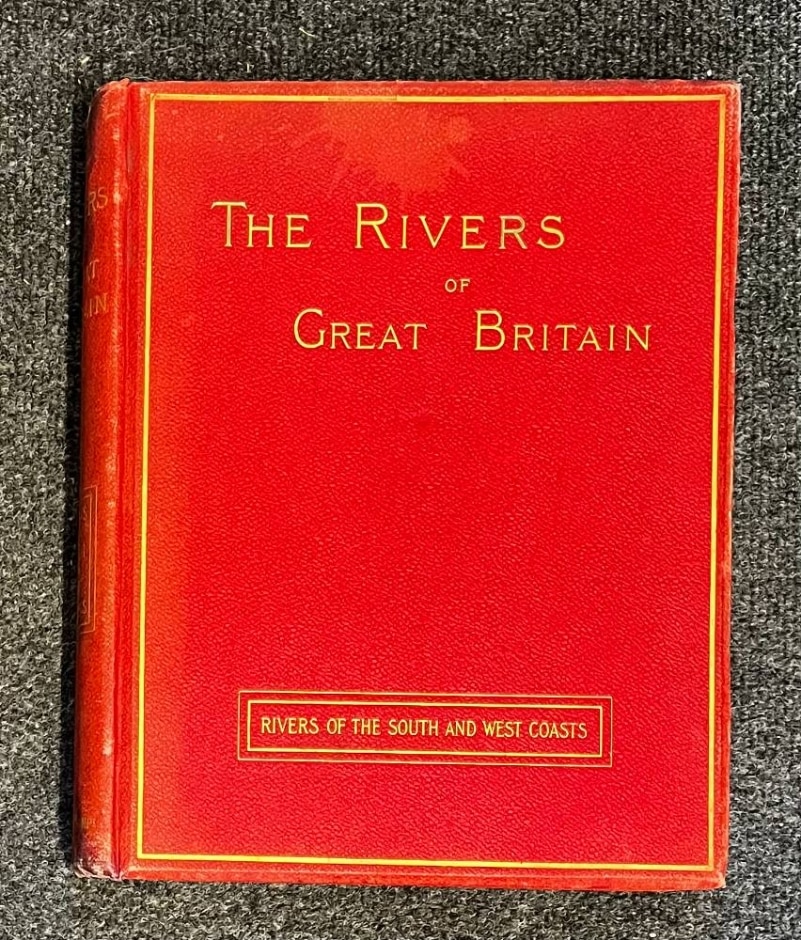 THE RIVERS
OF
GREAT BRITAIN
RIVERS OF THE SOUTH AND WEST COASTS